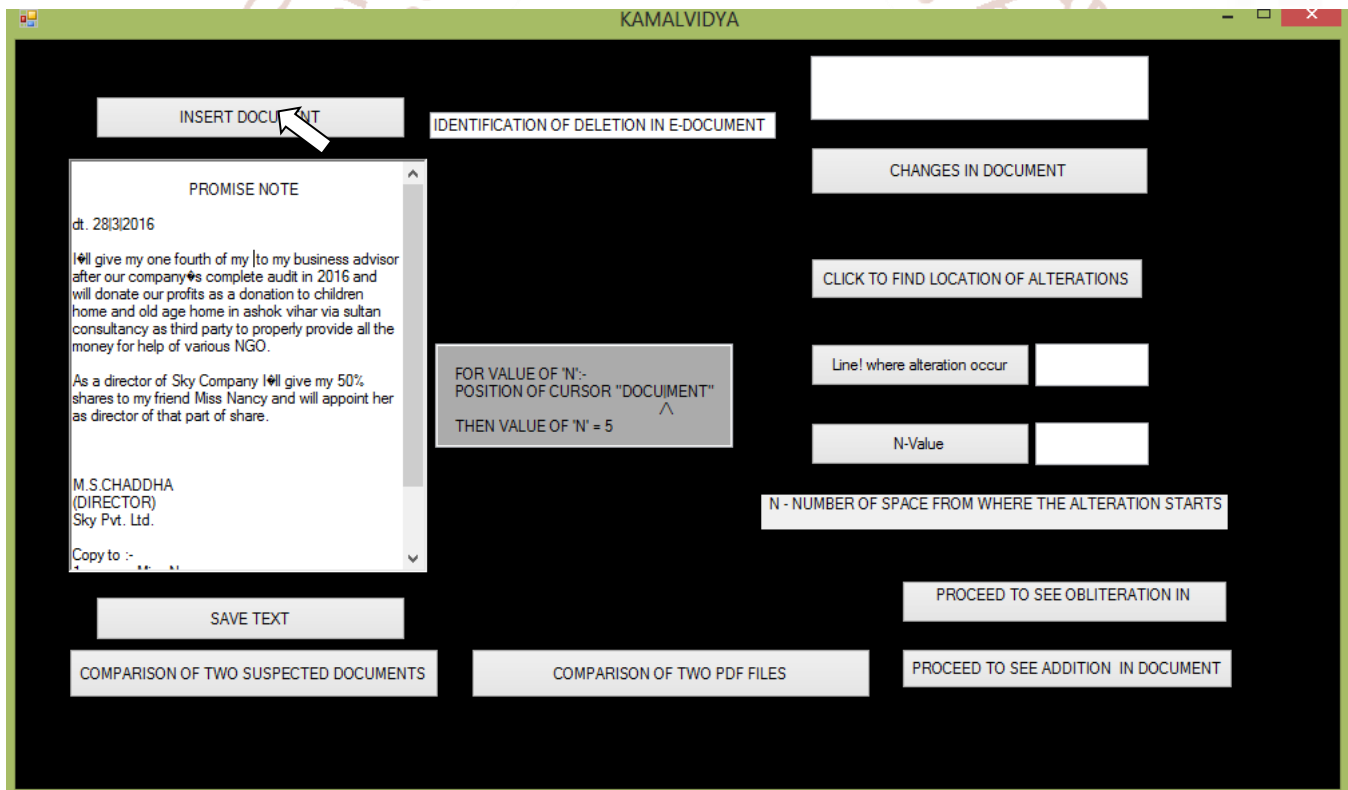 KAMALVIDYA
INSERT DOCUMENT
IDENTIFICATION OF DELETION IN E-DOCUMENT
PROMISE NOTE
dt. 28|3|2016
I�ll give my one fourth of my |to my business advisor
after our company�s complete audit in 2016 and
will donate our profits as a donation to children
home and old age home in ashok vihar via sultan
consultancy as third party to properly provide all the
money for help of various NGO.
As a director of Sky Company I�ll give my 50%
shares to my friend Miss Nancy and will appoint her
as director of that part of share.
M.S.CHADDHA
(DIRECTOR)
Sky Pvt. Ltd.
Copy to :-
SAVE TEXT
COMPARISON OF TWO SUSPECTED DOCUMENTS
FOR VALUE OF 'N':-
POSITION OF CURSOR "DOCU|MENT"
THEN VALUE OF 'N' = 5
COMPARISON OF TWO PDF FILES
CHANGES IN DOCUMENT
CLICK TO FIND LOCATION OF ALTERATIONS
Line! where alteration occur
N-Value
N - NUMBER OF SPACE FROM WHERE THE ALTERATION STARTS
PROCEED TO SEE OBLITERATION IN
PROCEED TO SEE ADDITION IN DOCUMENT